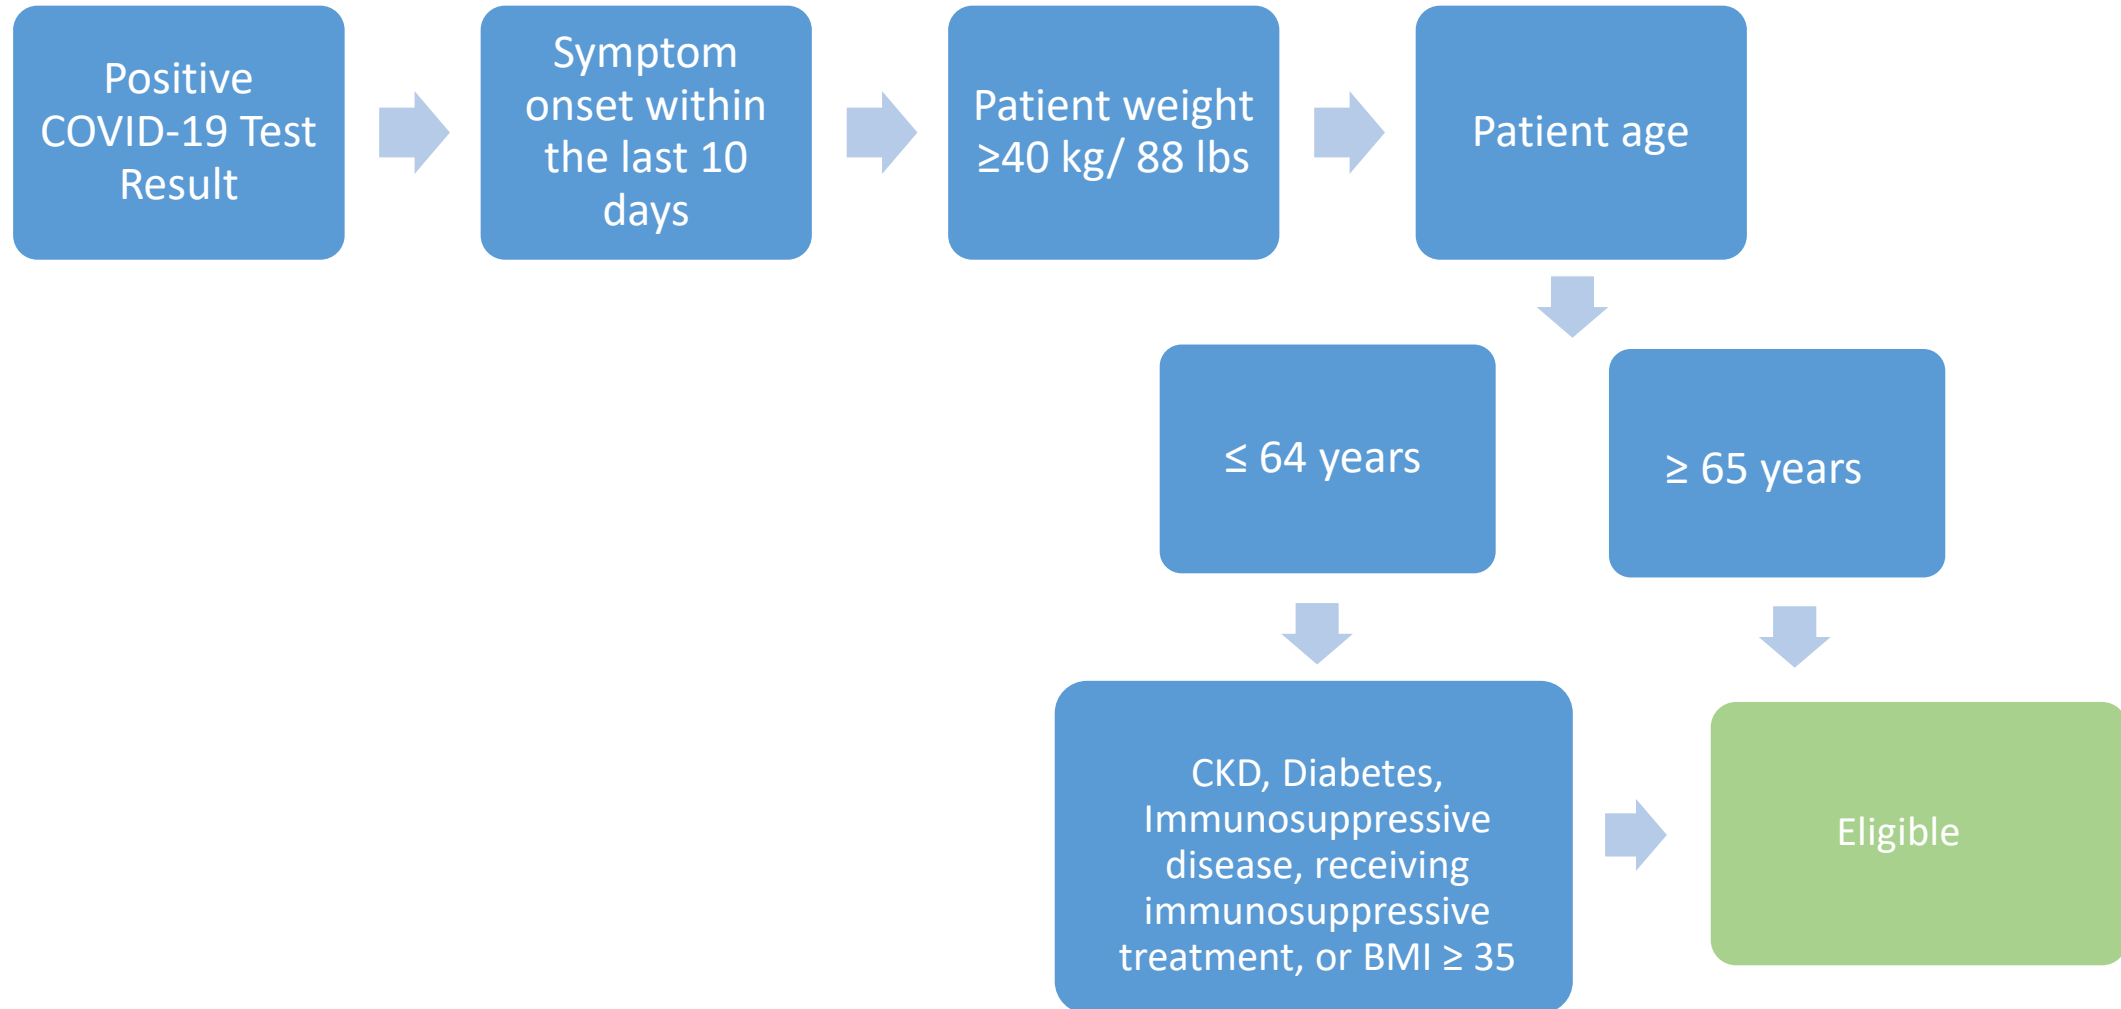 Positive
COVID-19 Test
Result
Symptom
onset within
the last 10
days
Patient weight
≥40 kg/ 88 lbs
Patient age
≤ 64 years
≥ 65 years
CKD, Diabetes,
Immunosuppressive
disease, receiving
immunosuppressive
treatment, or BMI ≥ 35
Eligible